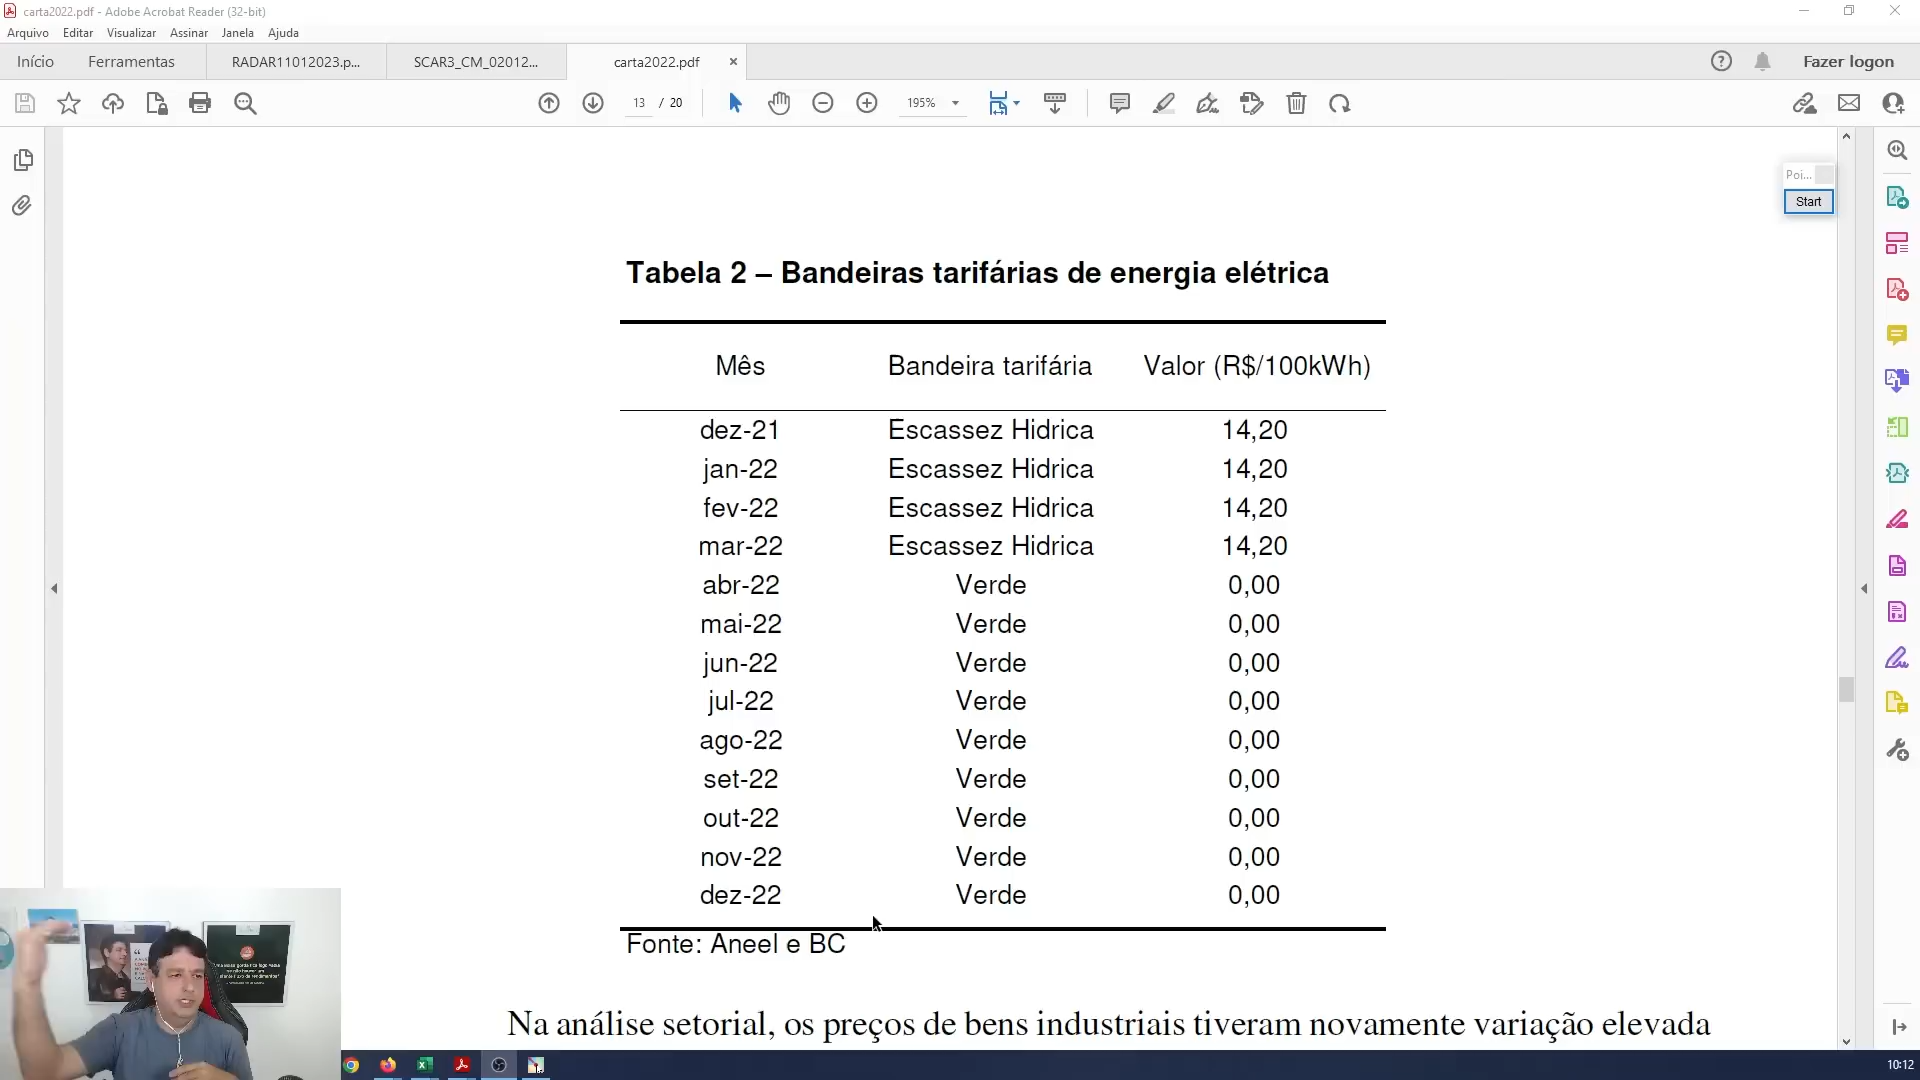 carta2022.pdf - Adobe Acrobat Reader (32-bit)
Arquivo Editar Visualizar Assinar Janela Ajuda
Início Ferramentas RADAR11012023.p... SCAR3_CM_02012... carta2022.pdf Fazer logon
13 / 20 195%
Poi...
Start
Tabela 2 – Bandeiras tarifárias de energia elétrica
Mês Bandeira tarifária Valor (R$/100kWh)
dez-21 Escassez Hidrica 14,20
jan-22 Escassez Hidrica 14,20
fev-22 Escassez Hidrica 14,20
mar-22 Escassez Hidrica 14,20
abr-22 Verde 0,00
mai-22 Verde 0,00
jun-22 Verde 0,00
jul-22 Verde 0,00
ago-22 Verde 0,00
set-22 Verde 0,00
out-22 Verde 0,00
nov-22 Verde 0,00
dez-22 Verde 0,00
Fonte: Aneel e BC
Na análise setorial, os preços de bens industriais tiveram novamente variação elevada
10:12